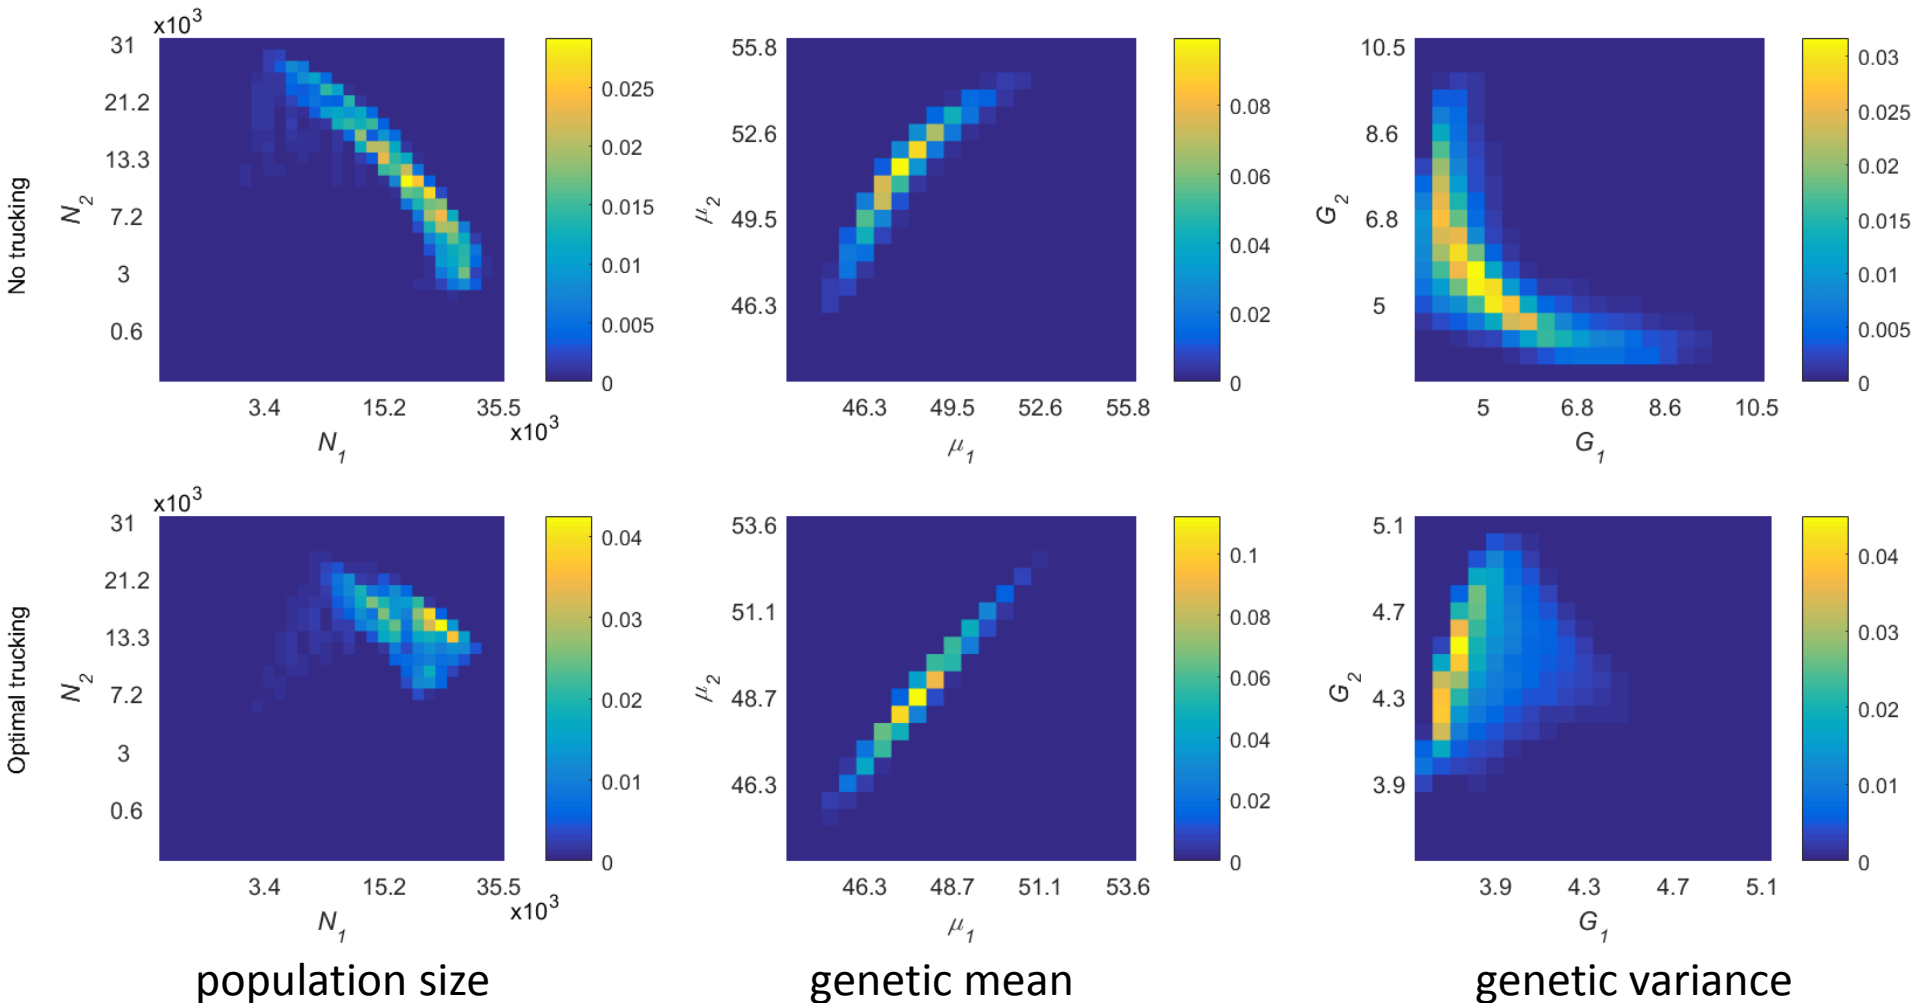 No trucking
x10³
31
21.2
13.3
7.2
3
0.6
N₂
3.4 15.2 35.5
x10³
N₁
0.025
0.02
0.015
0.01
0.005
0
55.8
52.6
49.5
46.3
μ₂
46.3 49.5 52.6 55.8
μ₁
0.08
0.06
0.04
0.02
0
10.5
8.6
6.8
5
G₂
5 6.8 8.6 10.5
G₁
0.03
0.025
0.02
0.015
0.01
0.005
0
Optimal trucking
x10³
31
21.2
13.3
7.2
3
0.6
N₂
3.4 15.2 35.5
x10³
N₁
0.04
0.03
0.02
0.01
0
53.6
51.1
48.7
46.3
μ₂
46.3 48.7 51.1 53.6
μ₁
0.1
0.08
0.06
0.04
0.02
0
5.1
4.7
4.3
3.9
G₂
3.9 4.3 4.7 5.1
G₁
0.04
0.03
0.02
0.01
0
population size
genetic mean
genetic variance